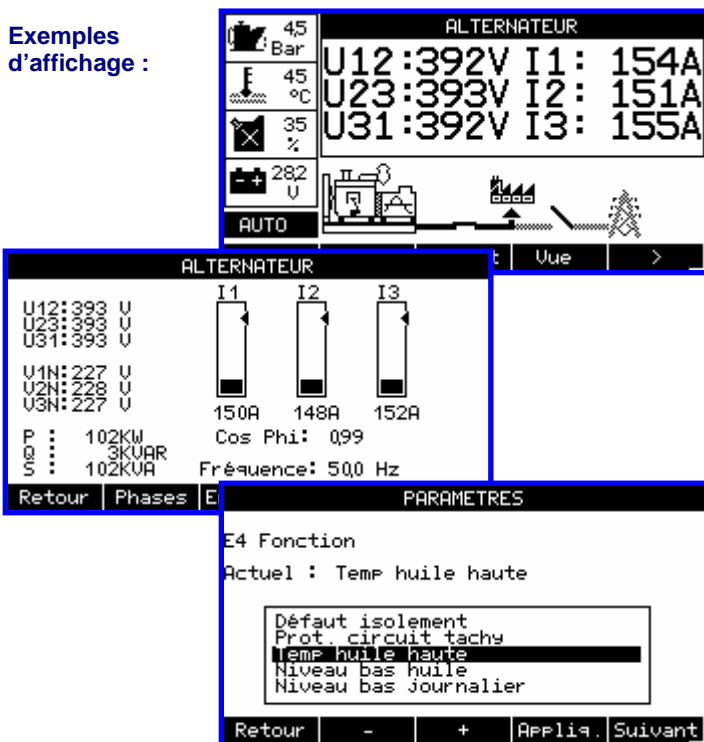 Exemples
d'affichage :
ALTERNATEUR
4,5
Bar
45
°C
35
%
28,2
V
AUTO
U12:392V I1: 154A
U23:393V I2: 151A
U31:392V I3: 155A
Vue >
ALTERNATEUR
I1 I2 I3
U12:393 V
U23:393 V
U31:393 V
V1N:227 V
V2N:228 V
V3N:227 V
150A 148A 152A
P : 102KW Cos Phi: 0,99
Q : 3KVAR
S : 102KVA Fréquence: 50,0 Hz
Retour Phases
PARAMETRES
E4 Fonction
Actuel : Temp huile haute
Défaut isolement
Prot. circuit tachy
Temp huile haute
Niveau bas huile
Niveau bas journalier
Retour - + Appliq. Suivant